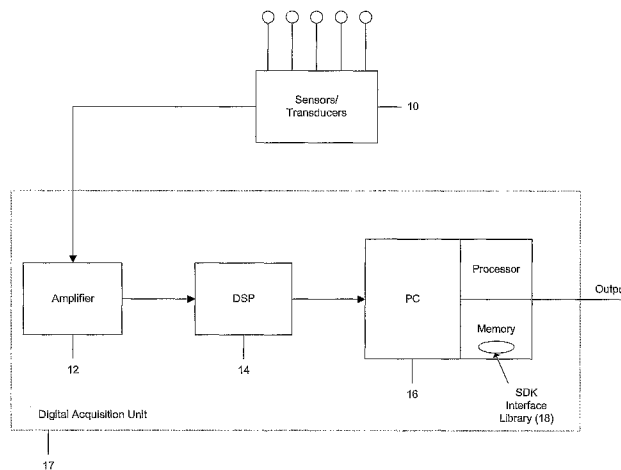 Sensors/
Transducers
10
Amplifier
DSP
PC
Processor
Outpu
Memory
12
14
16
SDK
Interface
Library (18)
Digital Acquisition Unit
17